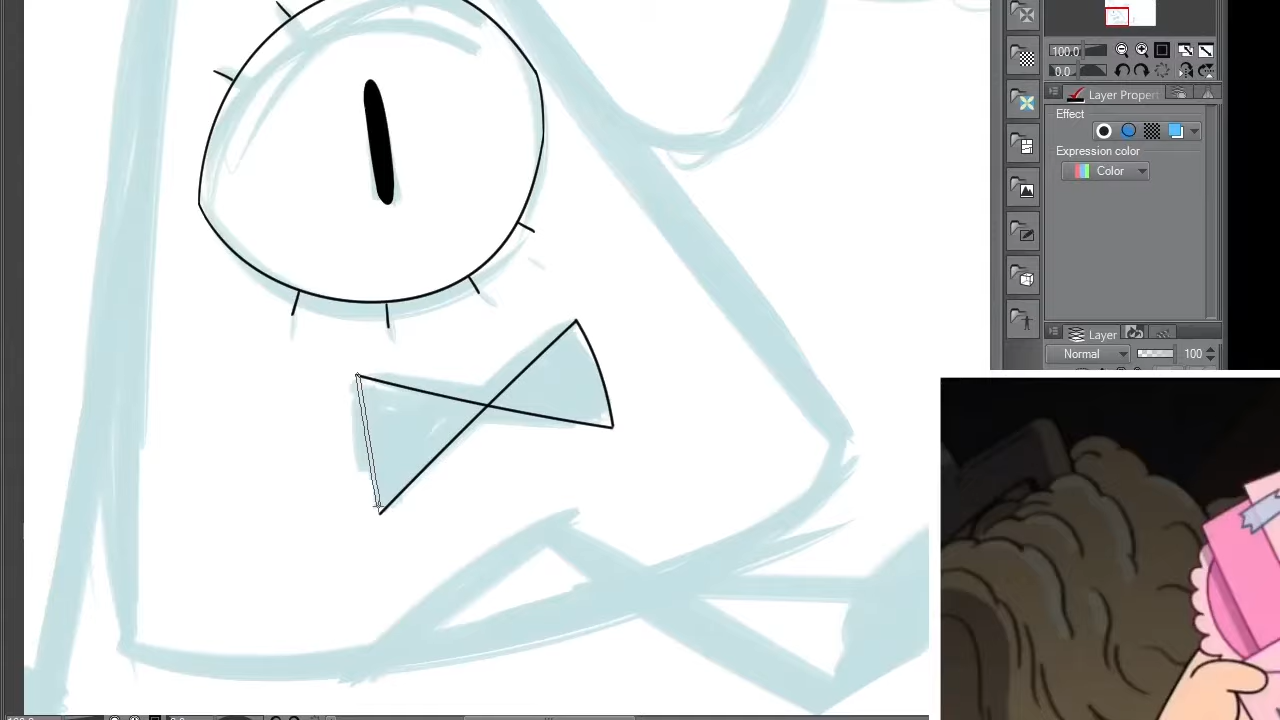 100.0
0.0
Layer Propert
Effect
Expression color
Color
Layer
Normal
100